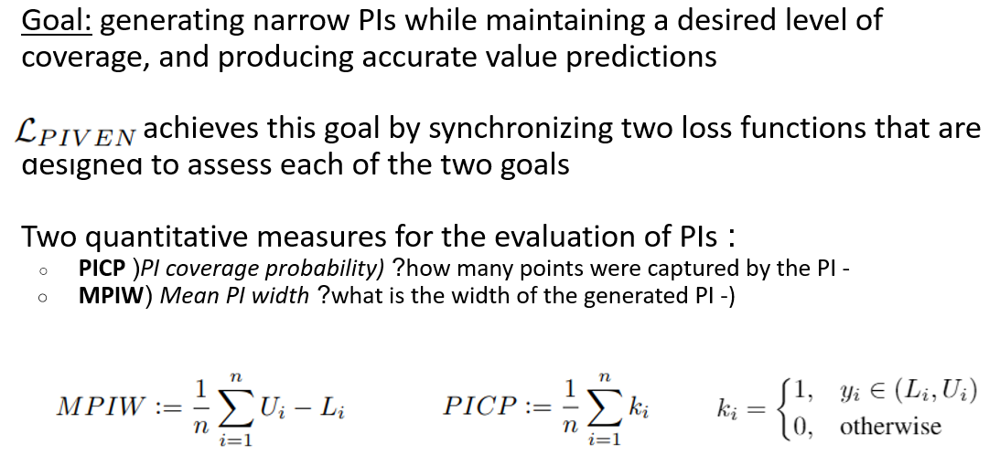 Goal: generating narrow PIs while maintaining a desired level of
coverage, and producing accurate value predictions
𝓛_PIVEN achieves this goal by synchronizing two loss functions that are
designed to assess each of the two goals
Two quantitative measures for the evaluation of PIs :
○ PICP )PI coverage probability) ?how many points were captured by the PI -
○ MPIW) Mean PI width ?what is the width of the generated PI -)
MPIW := \frac{1}{n} \sum_{i=1}^{n} U_i − L_i    PICP := \frac{1}{n} \sum_{i=1}^{n} k_i    k_i = \begin{cases} 1, & y_i ∈ (L_i, U_i) \\ 0, & \text{otherwise} \end{cases}